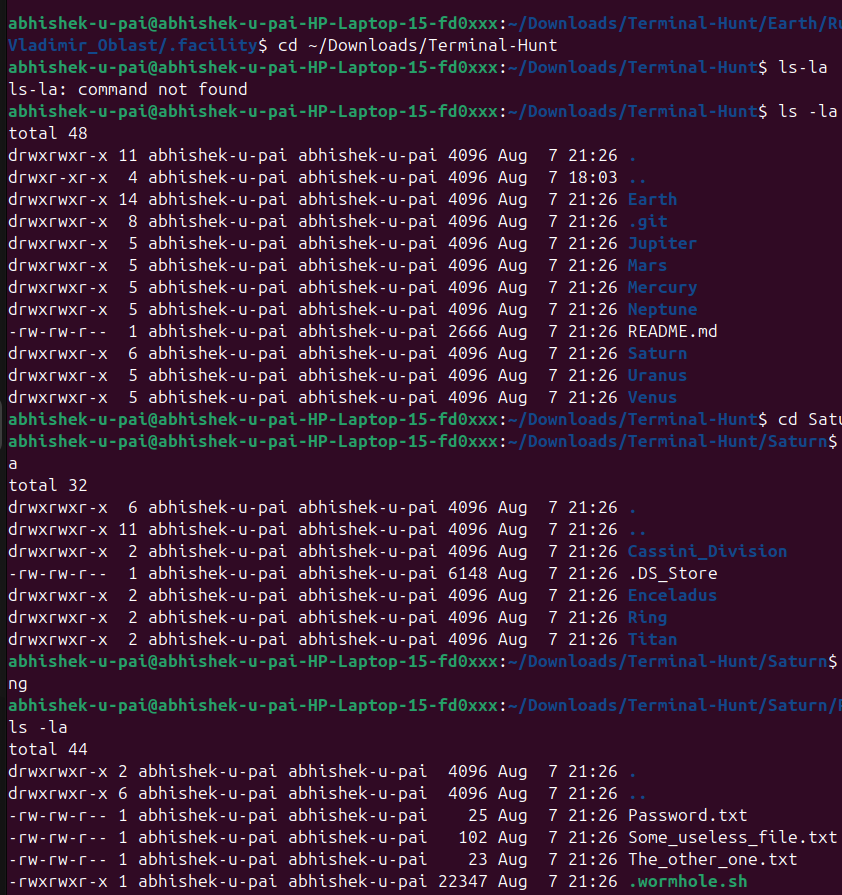 abhishek-u-pai@abhishek-u-pai-HP-Laptop-15-fd0xxx:~/Downloads/Terminal-Hunt/Earth/Ru
Vladimir_Oblast/.facility$ cd ~/Downloads/Terminal-Hunt
abhishek-u-pai@abhishek-u-pai-HP-Laptop-15-fd0xxx:~/Downloads/Terminal-Hunt$ ls-la
ls-la: command not found
abhishek-u-pai@abhishek-u-pai-HP-Laptop-15-fd0xxx:~/Downloads/Terminal-Hunt$ ls -la
total 48
drwxrwxr-x 11 abhishek-u-pai abhishek-u-pai 4096 Aug  7 21:26 .
drwxr-xr-x  4 abhishek-u-pai abhishek-u-pai 4096 Aug  7 18:03 ..
drwxrwxr-x 14 abhishek-u-pai abhishek-u-pai 4096 Aug  7 21:26 Earth
drwxrwxr-x  8 abhishek-u-pai abhishek-u-pai 4096 Aug  7 21:26 .git
drwxrwxr-x  5 abhishek-u-pai abhishek-u-pai 4096 Aug  7 21:26 Jupiter
drwxrwxr-x  5 abhishek-u-pai abhishek-u-pai 4096 Aug  7 21:26 Mars
drwxrwxr-x  5 abhishek-u-pai abhishek-u-pai 4096 Aug  7 21:26 Mercury
drwxrwxr-x  5 abhishek-u-pai abhishek-u-pai 4096 Aug  7 21:26 Neptune
-rw-rw-r--  1 abhishek-u-pai abhishek-u-pai 2666 Aug  7 21:26 README.md
drwxrwxr-x  6 abhishek-u-pai abhishek-u-pai 4096 Aug  7 21:26 Saturn
drwxrwxr-x  5 abhishek-u-pai abhishek-u-pai 4096 Aug  7 21:26 Uranus
drwxrwxr-x  5 abhishek-u-pai abhishek-u-pai 4096 Aug  7 21:26 Venus
abhishek-u-pai@abhishek-u-pai-HP-Laptop-15-fd0xxx:~/Downloads/Terminal-Hunt$ cd Satu
abhishek-u-pai@abhishek-u-pai-HP-Laptop-15-fd0xxx:~/Downloads/Terminal-Hunt/Saturn$
a
total 32
drwxrwxr-x  6 abhishek-u-pai abhishek-u-pai 4096 Aug  7 21:26 .
drwxrwxr-x 11 abhishek-u-pai abhishek-u-pai 4096 Aug  7 21:26 ..
drwxrwxr-x  2 abhishek-u-pai abhishek-u-pai 4096 Aug  7 21:26 Cassini_Division
-rw-rw-r--  1 abhishek-u-pai abhishek-u-pai 6148 Aug  7 21:26 .DS_Store
drwxrwxr-x  2 abhishek-u-pai abhishek-u-pai 4096 Aug  7 21:26 Enceladus
drwxrwxr-x  2 abhishek-u-pai abhishek-u-pai 4096 Aug  7 21:26 Ring
drwxrwxr-x  2 abhishek-u-pai abhishek-u-pai 4096 Aug  7 21:26 Titan
abhishek-u-pai@abhishek-u-pai-HP-Laptop-15-fd0xxx:~/Downloads/Terminal-Hunt/Saturn$
ng
abhishek-u-pai@abhishek-u-pai-HP-Laptop-15-fd0xxx:~/Downloads/Terminal-Hunt/Saturn/
ls -la
total 44
drwxrwxr-x 2 abhishek-u-pai abhishek-u-pai  4096 Aug  7 21:26 .
drwxrwxr-x 6 abhishek-u-pai abhishek-u-pai  4096 Aug  7 21:26 ..
-rw-rw-r-- 1 abhishek-u-pai abhishek-u-pai    25 Aug  7 21:26 Password.txt
-rw-rw-r-- 1 abhishek-u-pai abhishek-u-pai   102 Aug  7 21:26 Some_useless_file.txt
-rw-rw-r-- 1 abhishek-u-pai abhishek-u-pai    23 Aug  7 21:26 The_other_one.txt
-rwxrwxr-x 1 abhishek-u-pai abhishek-u-pai 22347 Aug  7 21:26 .wormhole.sh